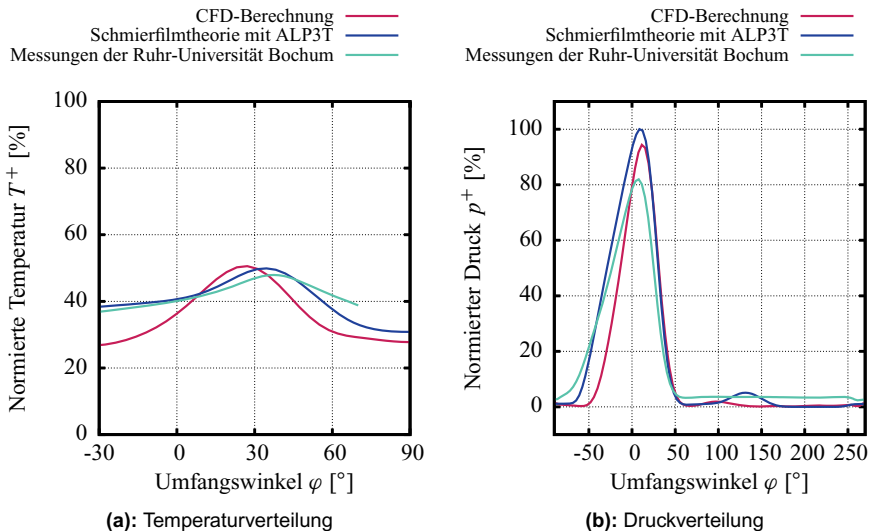 CFD-Berechnung
Schmierfilmtheorie mit ALP3T
Messungen der Ruhr-Universität Bochum
100
80
60
40
20
0
-30
0
30
60
90
Normierte Temperatur T⁺ [%]
Umfangswinkel φ [°]
(a): Temperaturverteilung
CFD-Berechnung
Schmierfilmtheorie mit ALP3T
Messungen der Ruhr-Universität Bochum
100
80
60
40
20
0
-50
0
50
100
150
200
250
Normierter Druck p⁺ [%]
Umfangswinkel φ [°]
(b): Druckverteilung